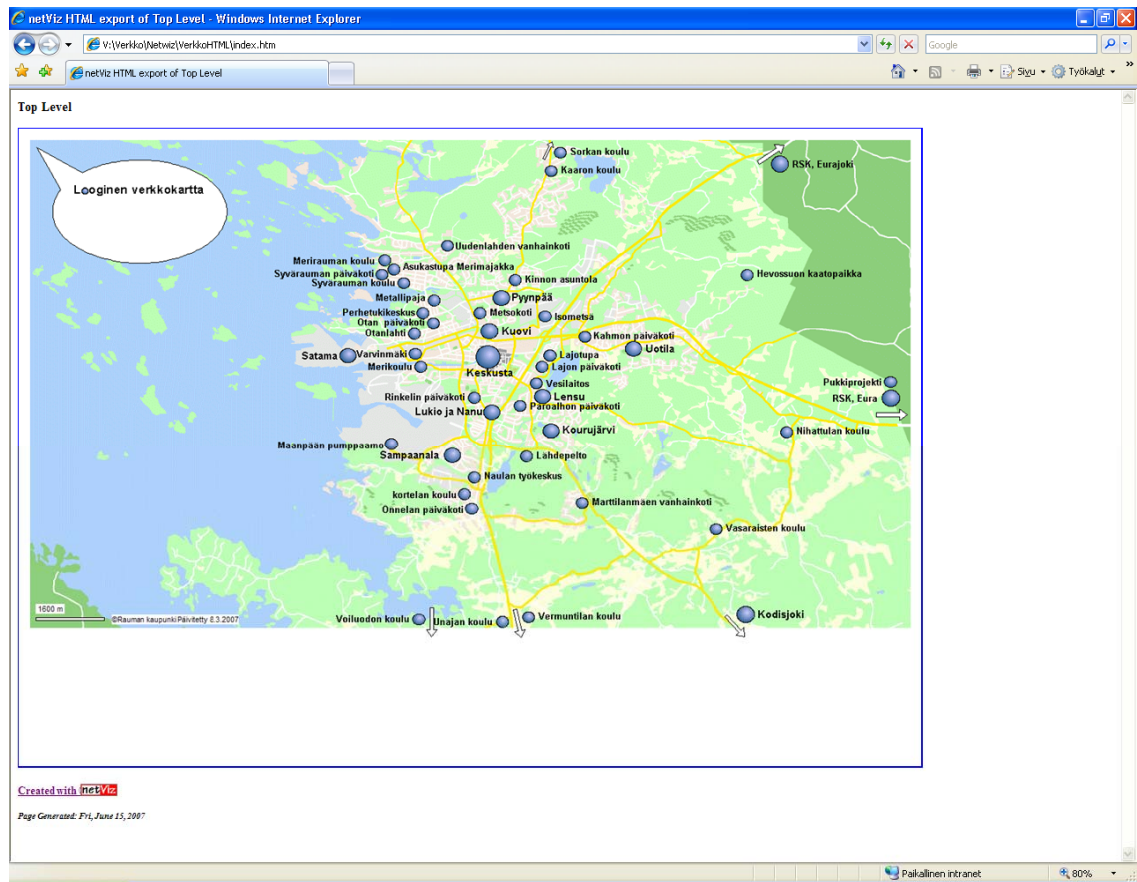 netViz HTML export of Top Level - Windows Internet Explorer
V:\Verkko\Netwiz\VerkkoHTML\index.htm
Google
netViz HTML export of Top Level
Sivu
Työkalut
Top Level
Looginen verkkokartta
Sorkan koulu
Kaaron koulu
RSK, Eurajoki
Uudenlahden vanhainkoti
Merirauman koulu
Asukastupa Merimajakka
Syvärauman päiväkoti
Syvärauman koulu
Kinnon asuntola
Hevossuon kaatopaikka
Metallipaja
Pyynpää
Perhetukikeskus
Metsokoti
Isometsä
Otan päiväkoti
Otanlahti
Kuovi
Kahmon päiväkoti
Uotila
Satama
Varvinmäki
Lajotupa
Merikoulu
Keskusta
Lajon päiväkoti
Vesilaitos
Pukkiprojekti
Rinkelin päiväkoti
Lensu
RSK, Eura
Lukio ja Nanu
Paroalhon päiväkoti
Kourujärvi
Nihattulan koulu
Maanpään pumppaamo
Sampaanala
Lahdepelto
Naulan työkeskus
kortelan koulu
Onnelan päiväkoti
Marttilanmäen vanhainkoti
Vasaraisten koulu
1600 m
©Rauman kaupunki Päivitetty 8.3.2007
Voiluodon koulu
Unajan koulu
Vermuntilan koulu
Kodisjoki
Created with netViz
Page Generated: Fri, June 15, 2007
Paikallinen intranet
80%